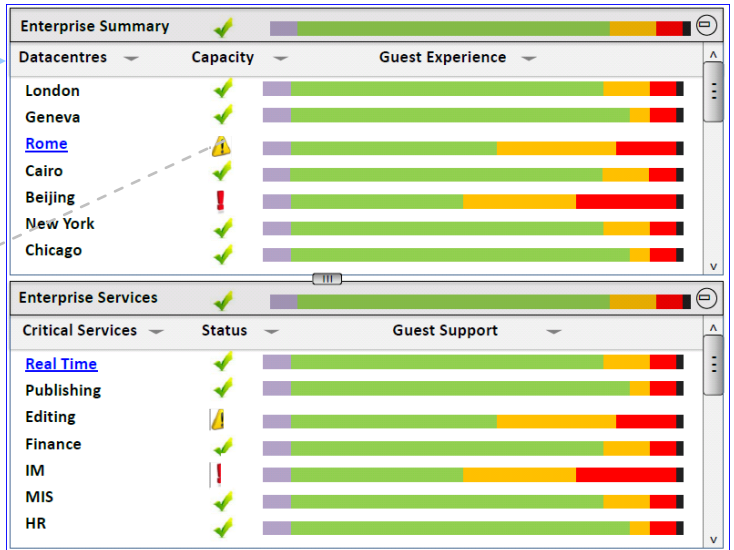 Enterprise Summary
Datacentres Capacity Guest Experience
London
Geneva
Rome
Cairo
Beijing
New York
Chicago
Enterprise Services
Critical Services Status Guest Support
Real Time
Publishing
Editing
Finance
IM
MIS
HR